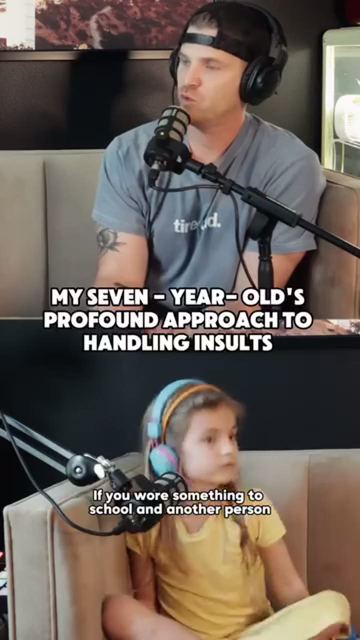 MY SEVEN - YEAR- OLD'S
PROFOUND APPROACH TO
HANDLING INSULTS
If you wore something to
school and another person